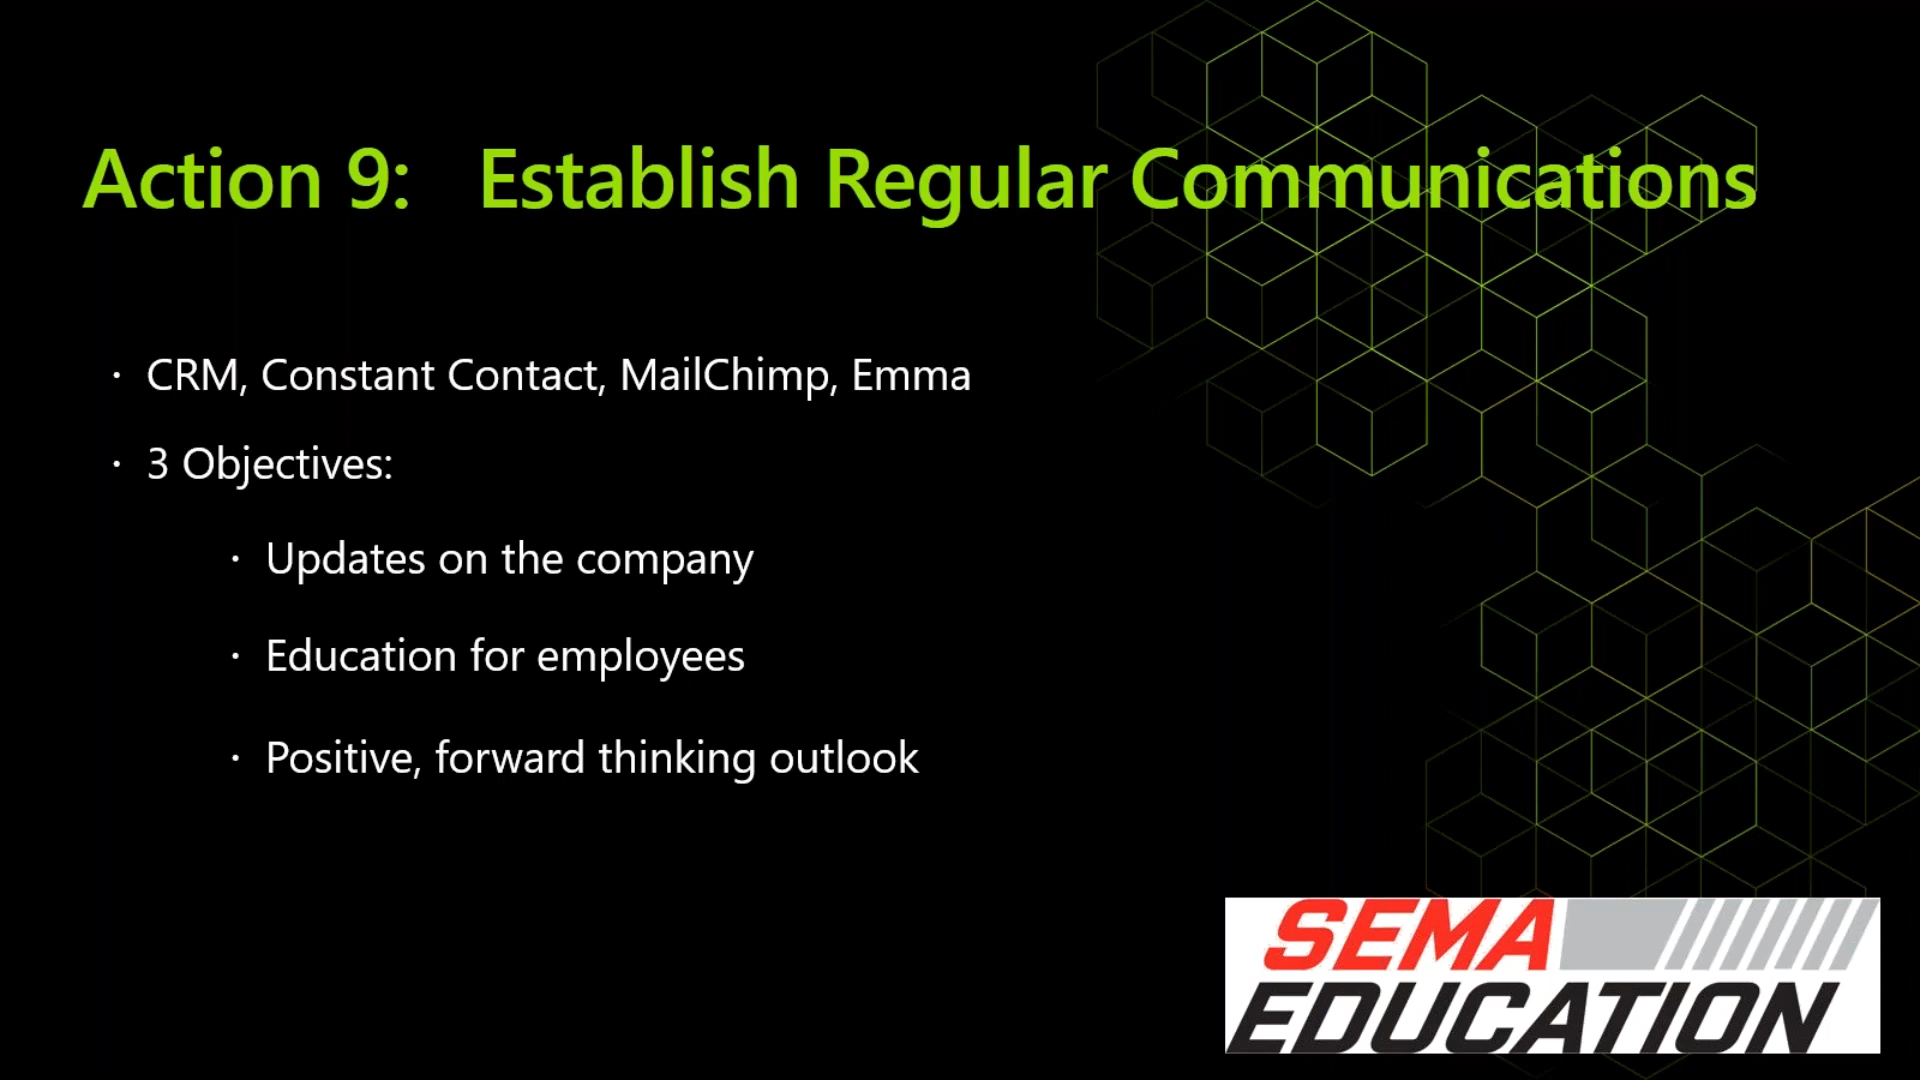 Action 9: Establish Regular Communications
· CRM, Constant Contact, MailChimp, Emma
· 3 Objectives:
· Updates on the company
· Education for employees
· Positive, forward thinking outlook
SEMA
EDUCATION